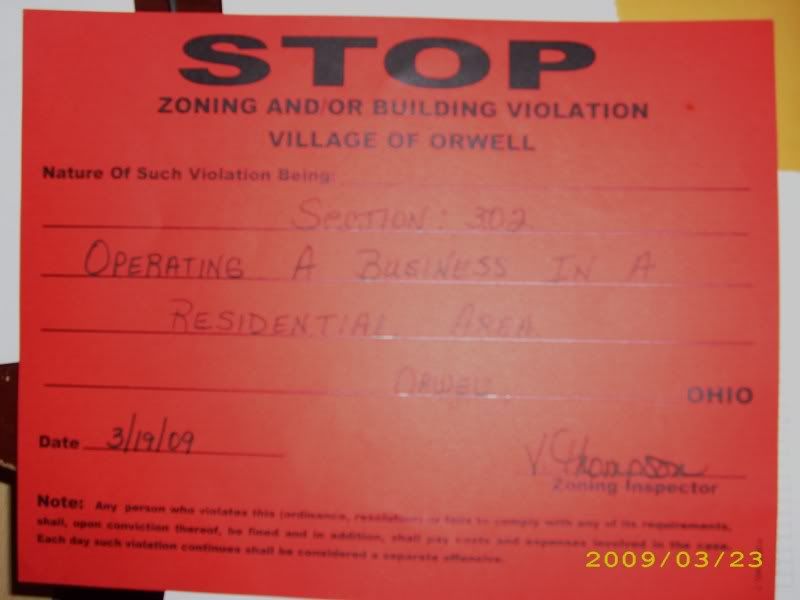 STOP
ZONING AND/OR BUILDING VIOLATION
VILLAGE OF ORWELL
Nature Of Such Violation Being:
SECTION: 302
OPERATING A BUSINESS IN A
RESIDENTIAL AREA
ORWELL OHIO
Date 3/19/09 V Thompson
Zoning Inspector
Note: Any person who violates this (ordinance, resolution) or fails to comply with any of its requirements,
shall, upon conviction thereof, be fined and in addition, shall pay costs and expenses involved in the case.
Each day such violation continues shall be considered a separate offensive.
2009/03/23